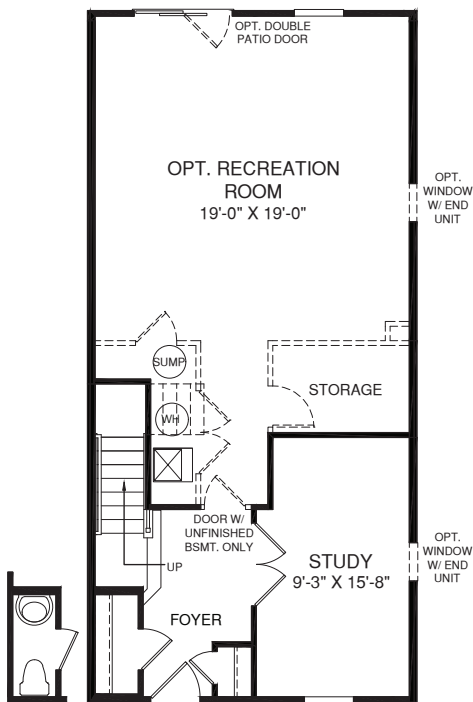 OPT. DOUBLE
PATIO DOOR
OPT. RECREATION
ROOM
19'-0" X 19'-0"
OPT.
WINDOW
W/ END
UNIT
SUMP
STORAGE
WH
DOOR W/
UNFINISHED
BSMT. ONLY
UP
STUDY
9'-3" X 15'-8"
OPT.
WINDOW
W/ END
UNIT
FOYER